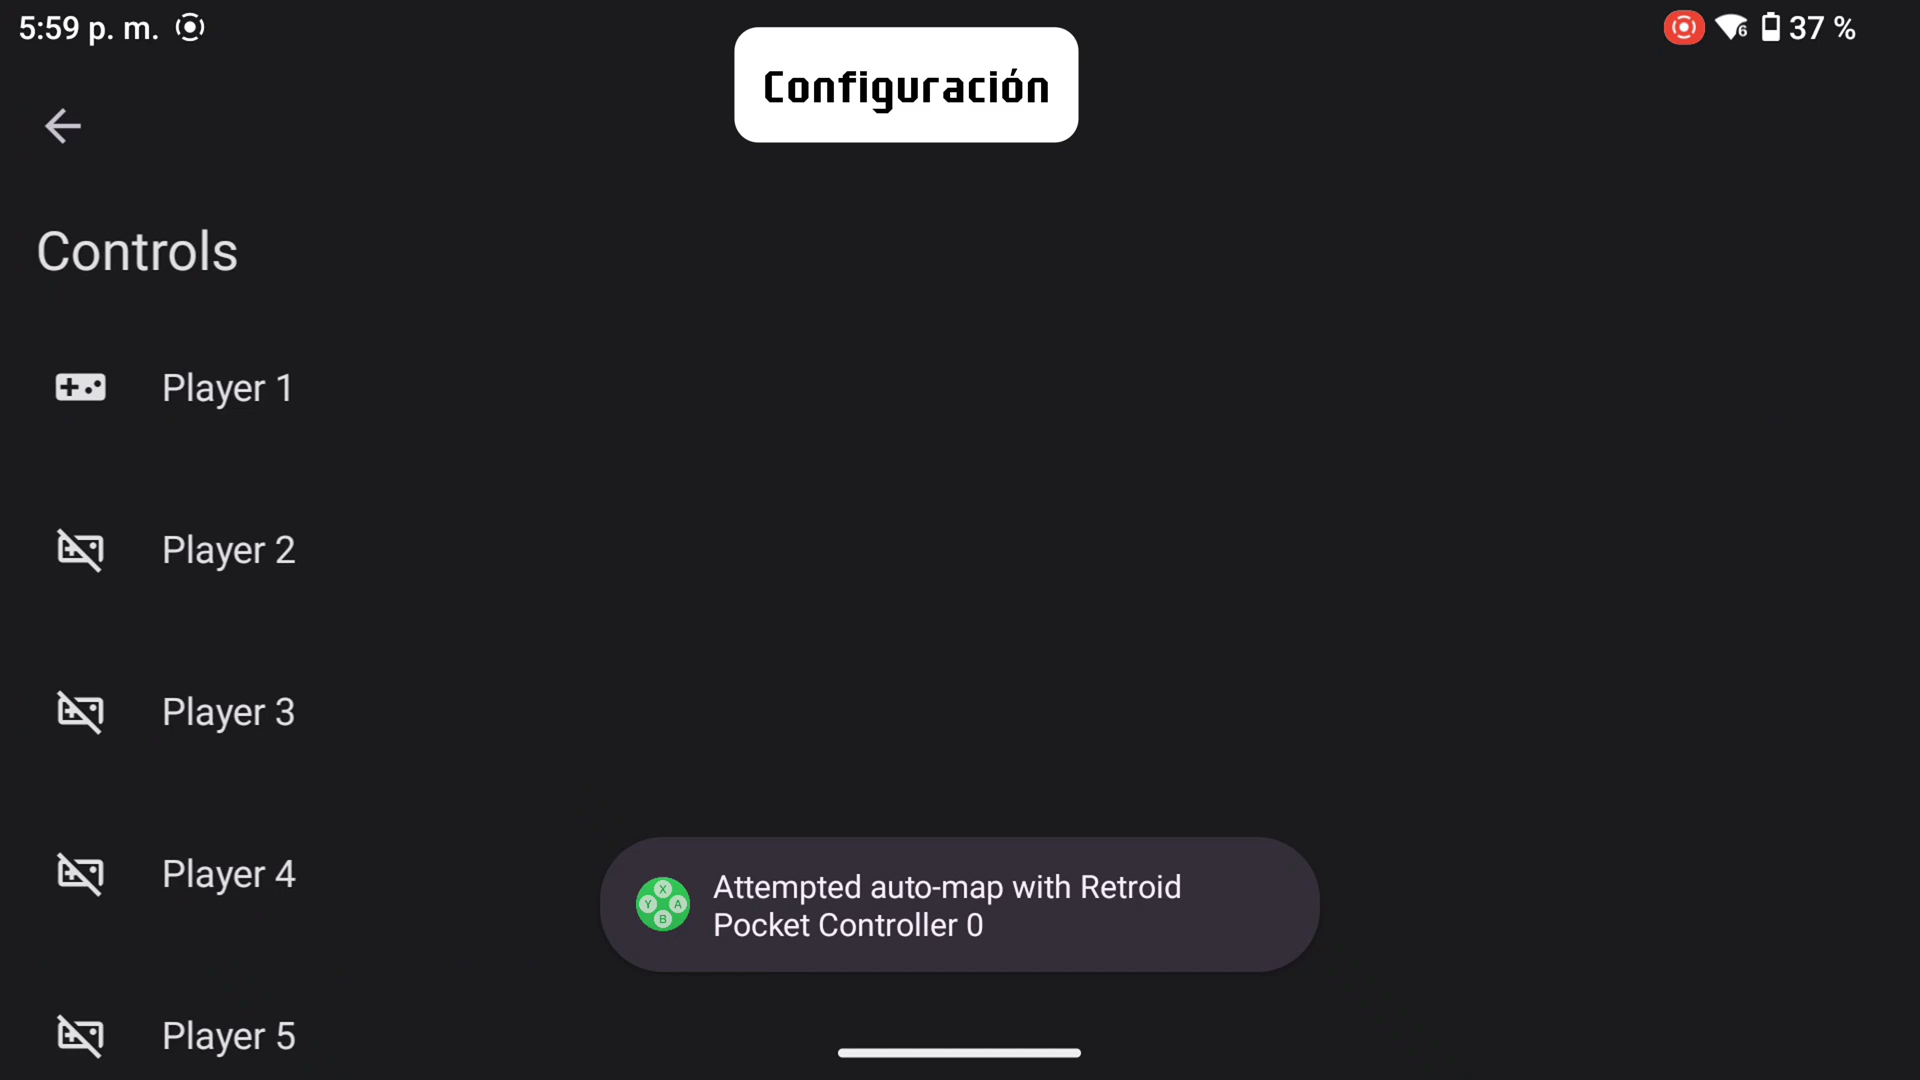 5:59 p. m.
6
37 %
Configuración
Controls
Player 1
Player 2
Player 3
Player 4
Attempted auto-map with Retroid
Pocket Controller 0
X
Y A
B
Player 5